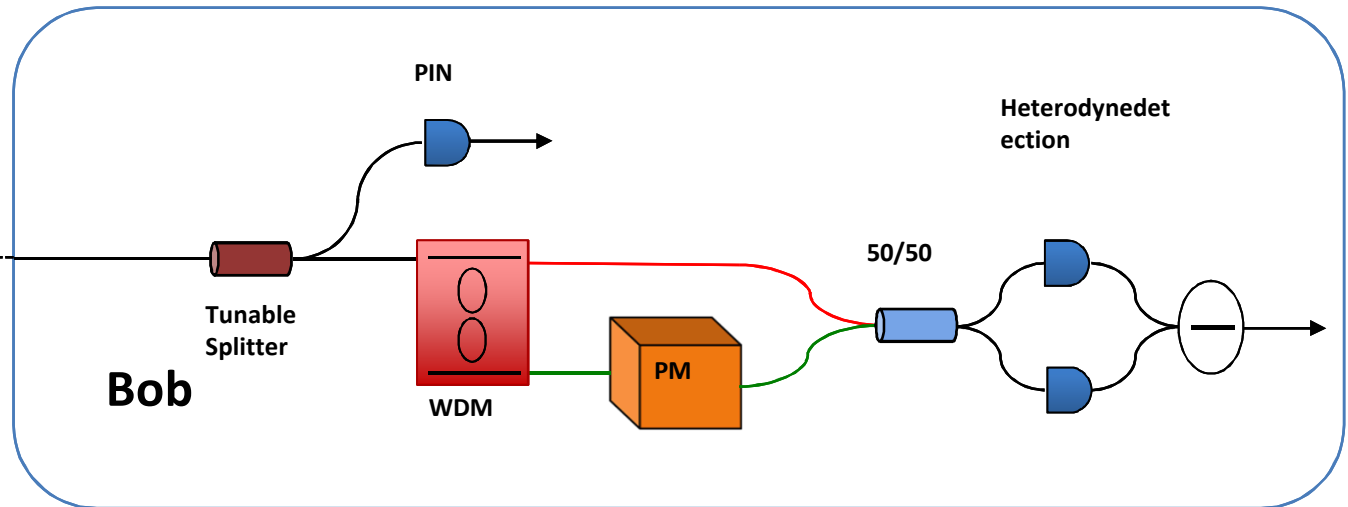 PIN
Heterodynedet
ection
50/50
Tunable
Splitter
PM
Bob
WDM